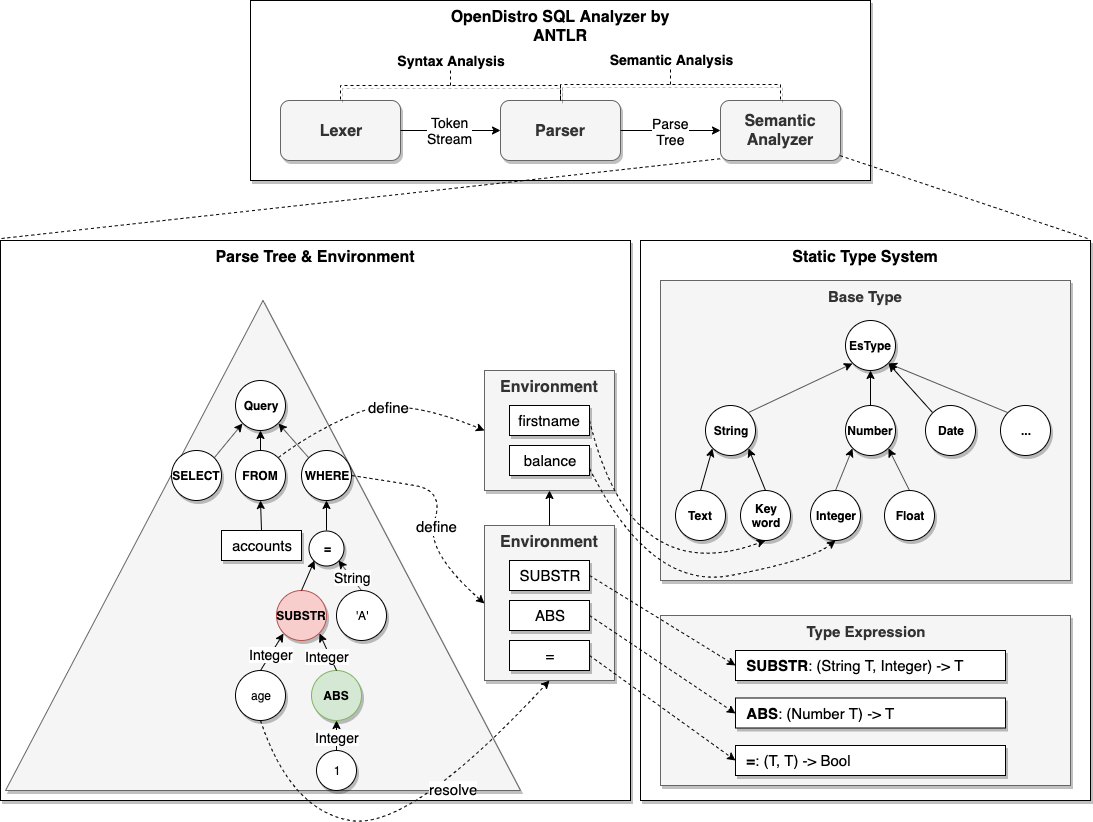 OpenDistro SQL Analyzer by
ANTLR
Syntax Analysis
Semantic Analysis
Lexer
Token
Stream
Parser
Parse
Tree
Semantic
Analyzer
Parse Tree & Environment
Query
SELECT
FROM
WHERE
accounts
=
String
SUBSTR
'A'
Integer
Integer
age
ABS
Integer
1
define
define
resolve
Environment
firstname
balance
Environment
SUBSTR
ABS
=
Static Type System
Base Type
EsType
String
Number
Date
...
Text
Key
word
Integer
Float
Type Expression
SUBSTR: (String T, Integer) -> T
ABS: (Number T) -> T
=: (T, T) -> Bool